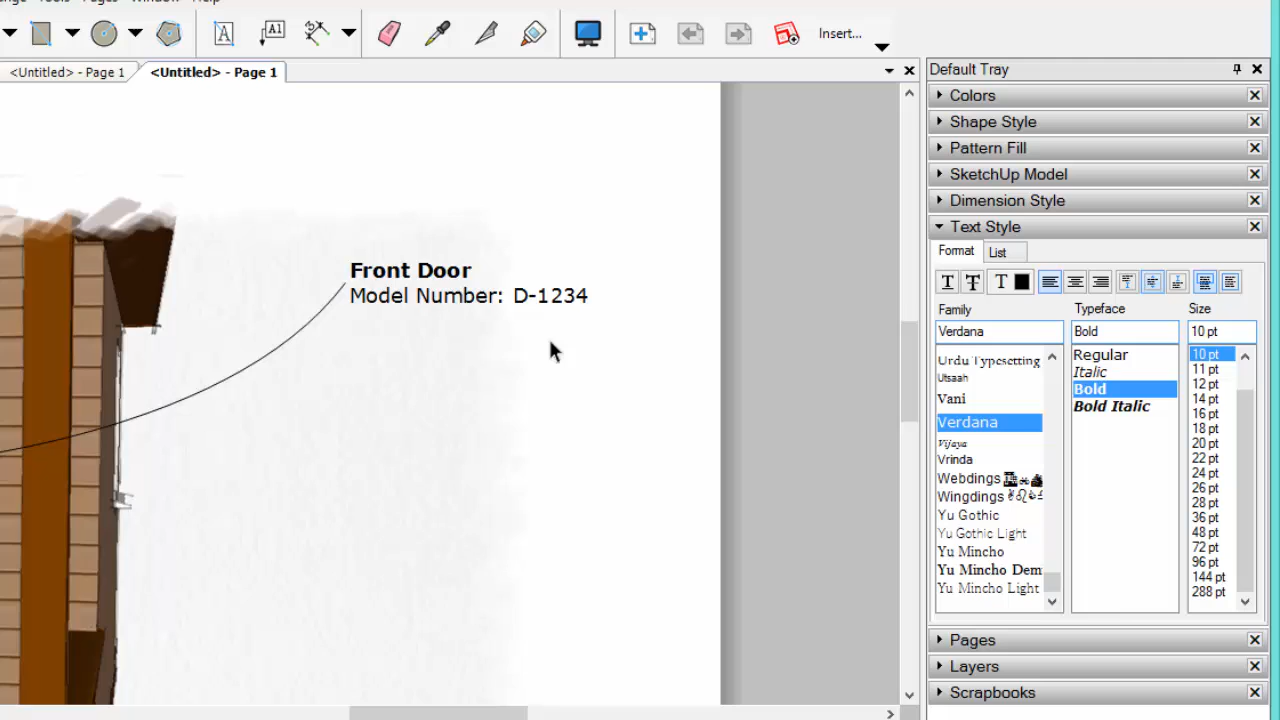 Tools Pages Window Help
A A1 Insert...
<Untitled> - Page 1 <Untitled> - Page 1
Front Door
Model Number: D-1234
Default Tray
Colors
Shape Style
Pattern Fill
SketchUp Model
Dimension Style
Text Style
Format List
Family Typeface Size
Verdana Bold 10 pt
Urdu Typesetting
Utsaah
Vani
Verdana
Vijaya
Vrinda
Webdings
Wingdings
Yu Gothic
Yu Gothic Light
Yu Mincho
Yu Mincho Dem
Yu Mincho Light
Regular
Italic
Bold
Bold Italic
10 pt
11 pt
12 pt
14 pt
16 pt
18 pt
20 pt
22 pt
24 pt
26 pt
28 pt
36 pt
48 pt
72 pt
96 pt
144 pt
288 pt
Pages
Layers
Scrapbooks